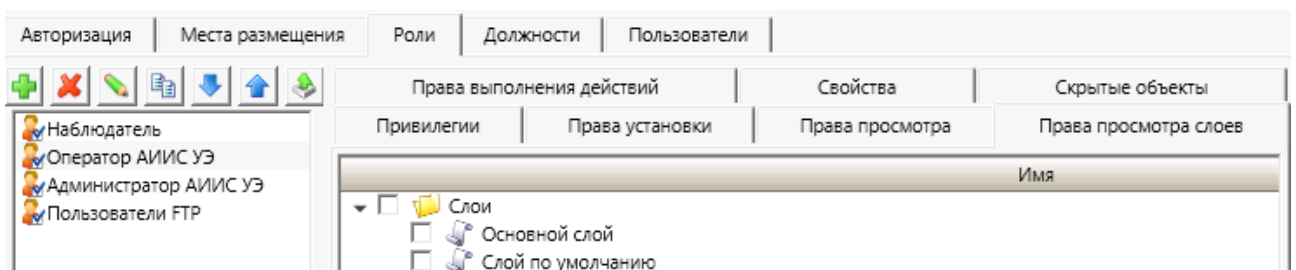 Авторизация Места размещения Роли Должности Пользователи
Права выполнения действий Свойства Скрытые объекты
Привилегии Права установки Права просмотра Права просмотра слоев
Наблюдатель
Оператор АИИС УЭ
Администратор АИИС УЭ
Пользователи FTP
Имя
Слои
Основной слой
Слой по умолчанию